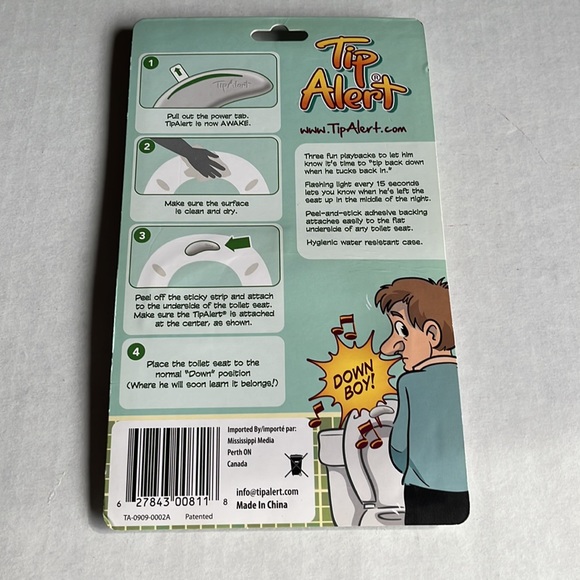 Tip
Alert®
www.TipAlert.com
1
TipAlert
Pull out the power tab.
TipAlert is now AWAKE.
2
Make sure the surface
is clean and dry.
3
Peel off the sticky strip and attach
to the underside of the toilet seat.
Make sure the TipAlert® is attached
at the center, as shown.
4
Place the toilet seat to the
normal "Down" position
(Where he will soon learn it belongs!)
Three fun playbacks to let him
know it's time to "tip back down
when he tucks back in."
Flashing light every 15 seconds
lets you know when he's left the
seat up in the middle of the night.
Peel-and-stick adhesive backing
attaches easily to the flat
underside of any toilet seat.
Hygienic water resistant case.
DOWN
BOY!
6 27843 00811 8
TA-0909-0002A Patented
Imported By/importé par:
Mississippi Media
Perth ON
Canada
info@tipalert.com
Made In China